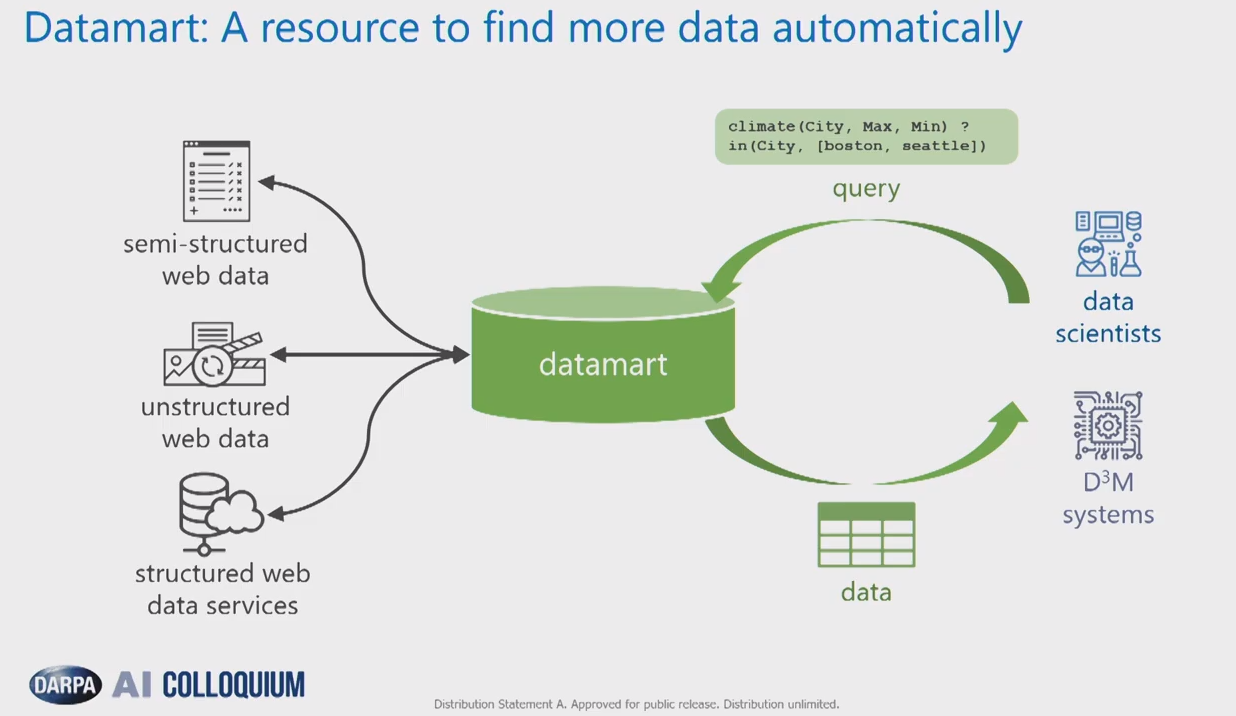 Datamart: A resource to find more data automatically
climate(City, Max, Min) ?
in(City, [boston, seattle])
query
semi-structured
web data
unstructured
web data
structured web
data services
datamart
data
scientists
D³M
systems
data
DARPA AI COLLOQUIUM
Distribution Statement A. Approved for public release. Distribution unlimited.